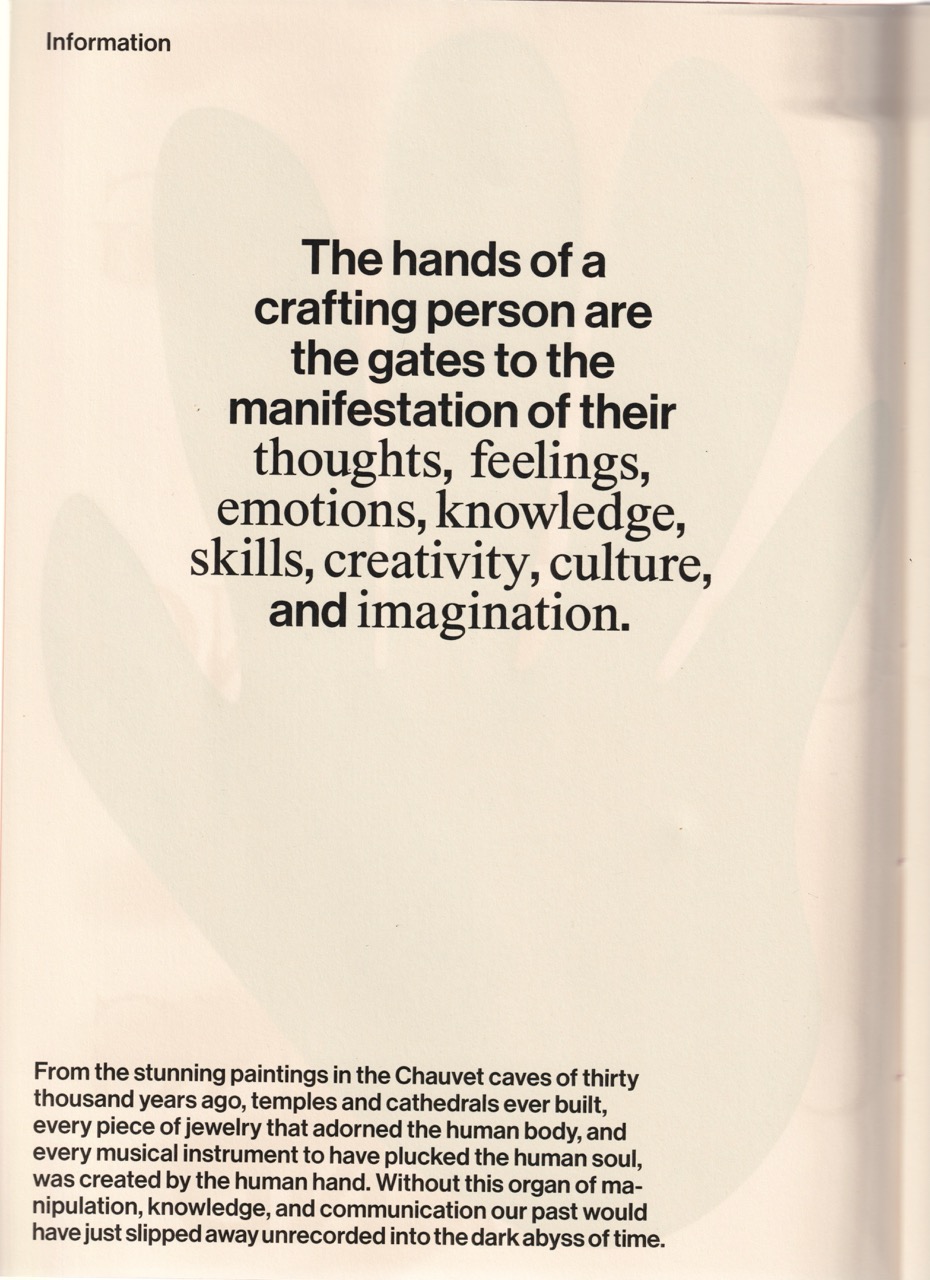 Information
The hands of a
crafting person are
the gates to the
manifestation of their
thoughts, feelings,
emotions, knowledge,
skills, creativity, culture,
and imagination.
From the stunning paintings in the Chauvet caves of thirty
thousand years ago, temples and cathedrals ever built,
every piece of jewelry that adorned the human body, and
every musical instrument to have plucked the human soul,
was created by the human hand. Without this organ of ma-
nipulation, knowledge, and communication our past would
have just slipped away unrecorded into the dark abyss of time.